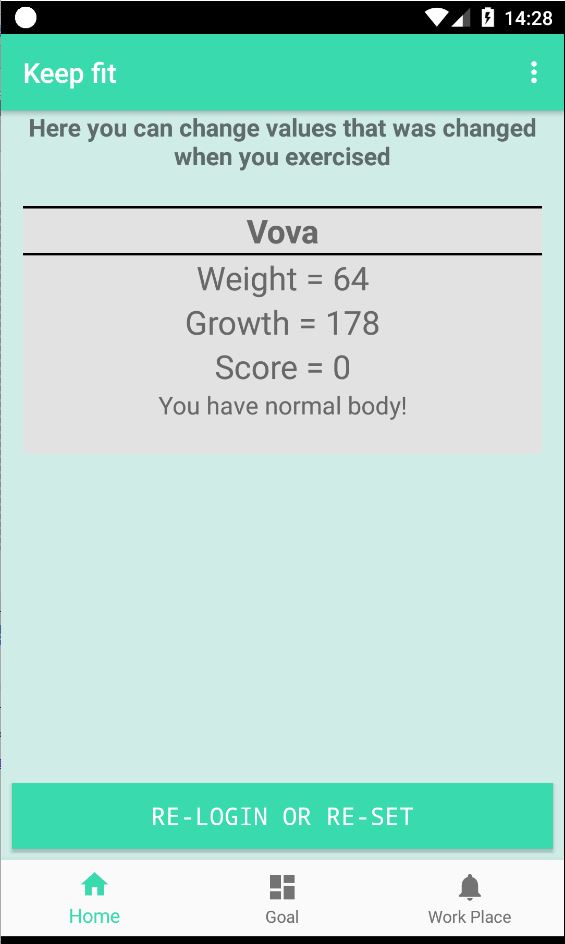 14:28
Keep fit
Here you can change values that was changed
when you exercised
Vova
Weight = 64
Growth = 178
Score = 0
You have normal body!
RE-LOGIN OR RE-SET
Home
Goal
Work Place